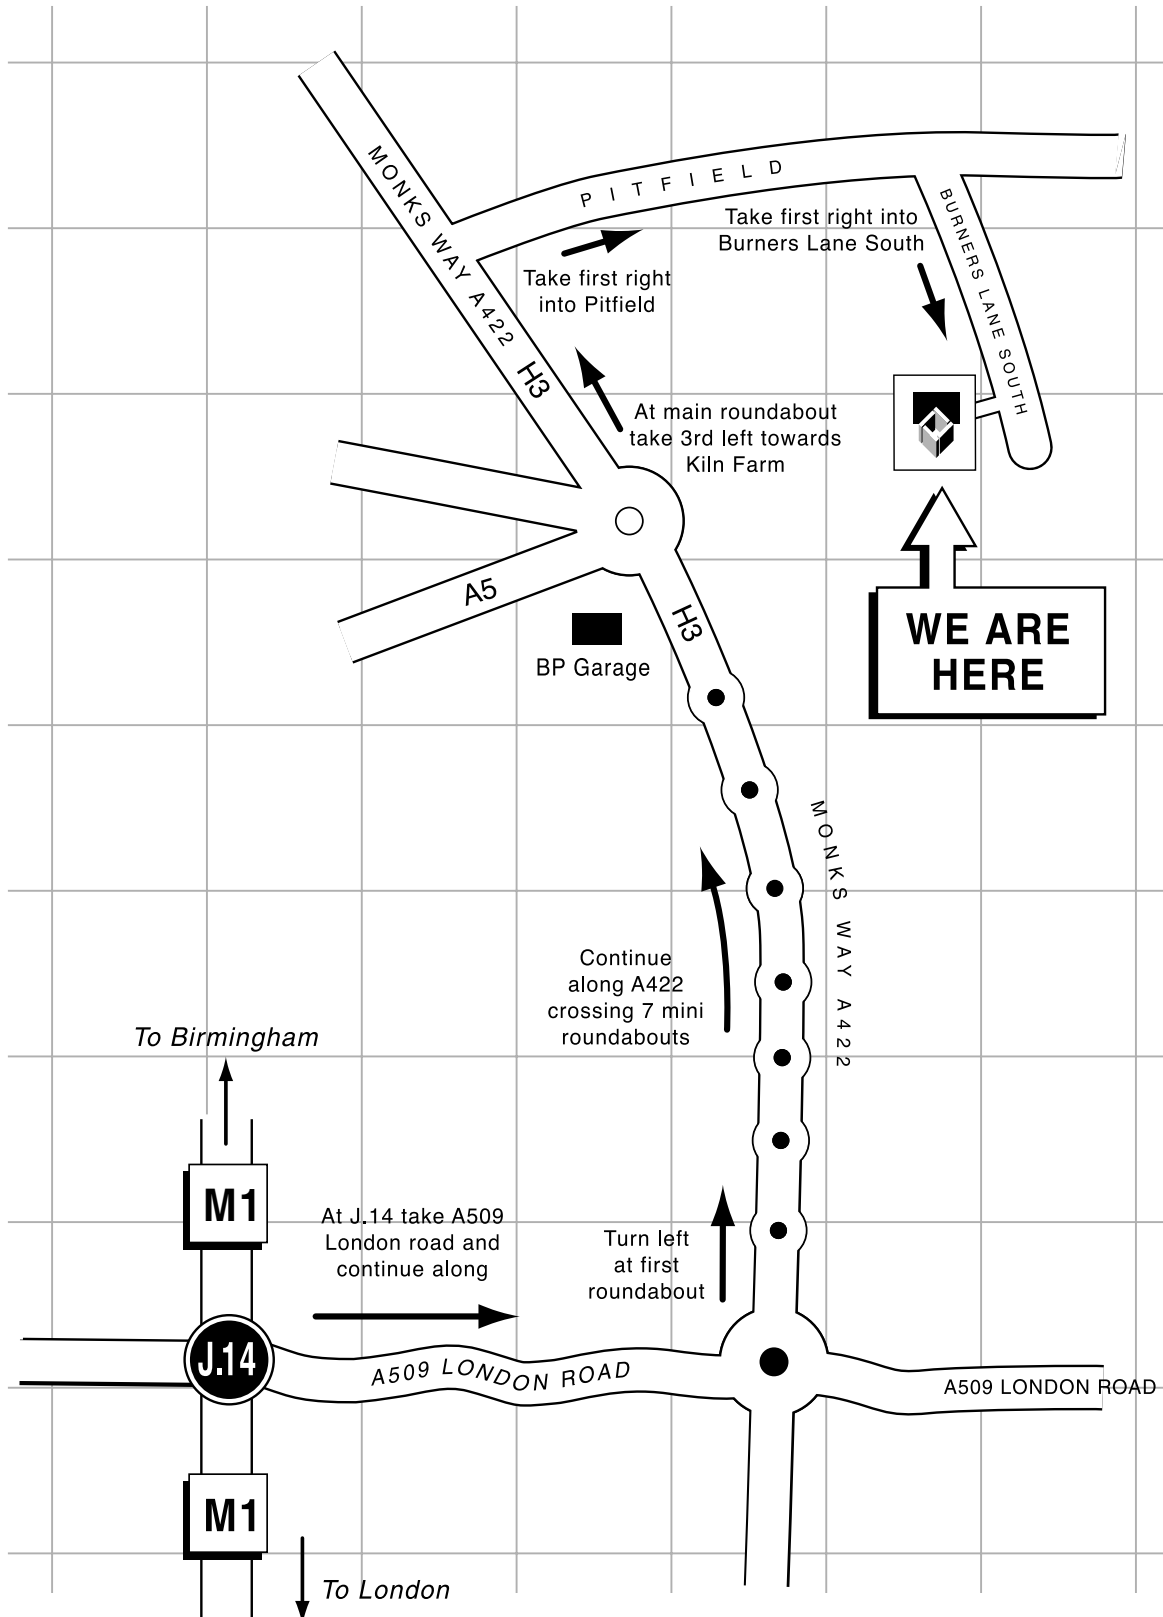 MONKS WAY A422
H3
PITFIELD
Take first right into
Burners Lane South
BURNERS LANE SOUTH
Take first right
into Pitfield
At main roundabout
take 3rd left towards
Kiln Farm
A5
H3
BP Garage
WE ARE
HERE
MONKS WAY A422
Continue
along A422
crossing 7 mini
roundabouts
To Birmingham
M1
At J.14 take A509
London road and
continue along
Turn left
at first
roundabout
J.14
A509 LONDON ROAD
A509 LONDON ROAD
M1
To London